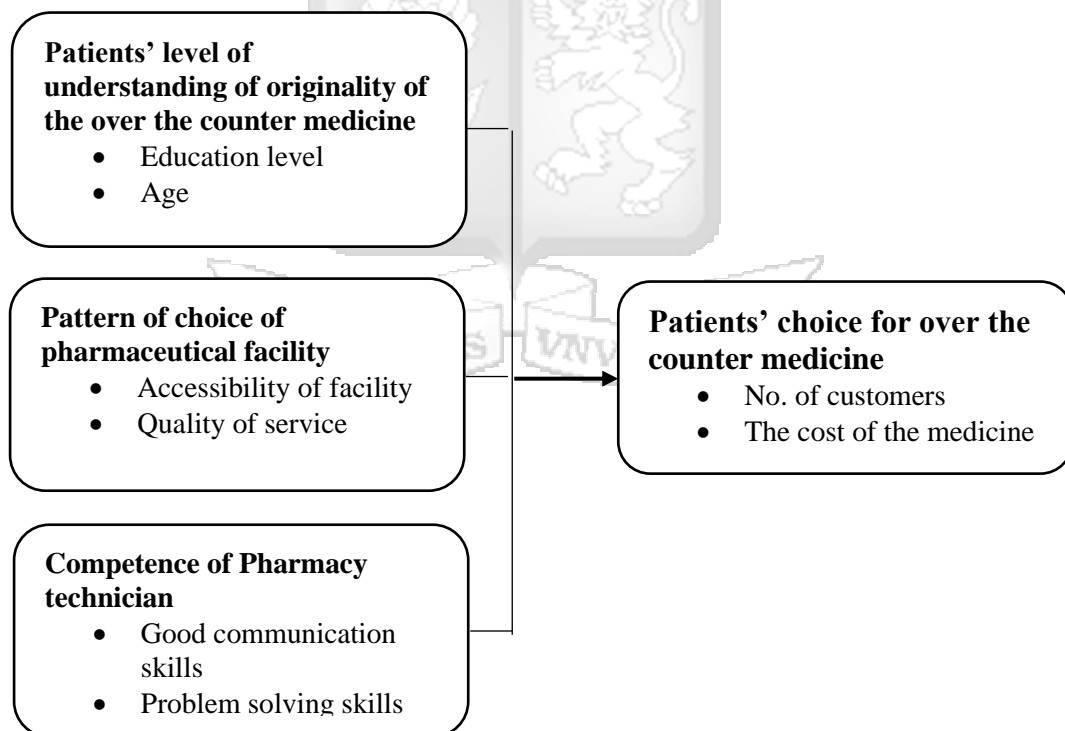 Patients’ level of
understanding of originality of
the over the counter medicine
• Education level
• Age
Pattern of choice of
pharmaceutical facility
• Accessibility of facility
• Quality of service
Competence of Pharmacy
technician
• Good communication
skills
• Problem solving skills
Patients’ choice for over the
counter medicine
• No. of customers
• The cost of the medicine
S VNV